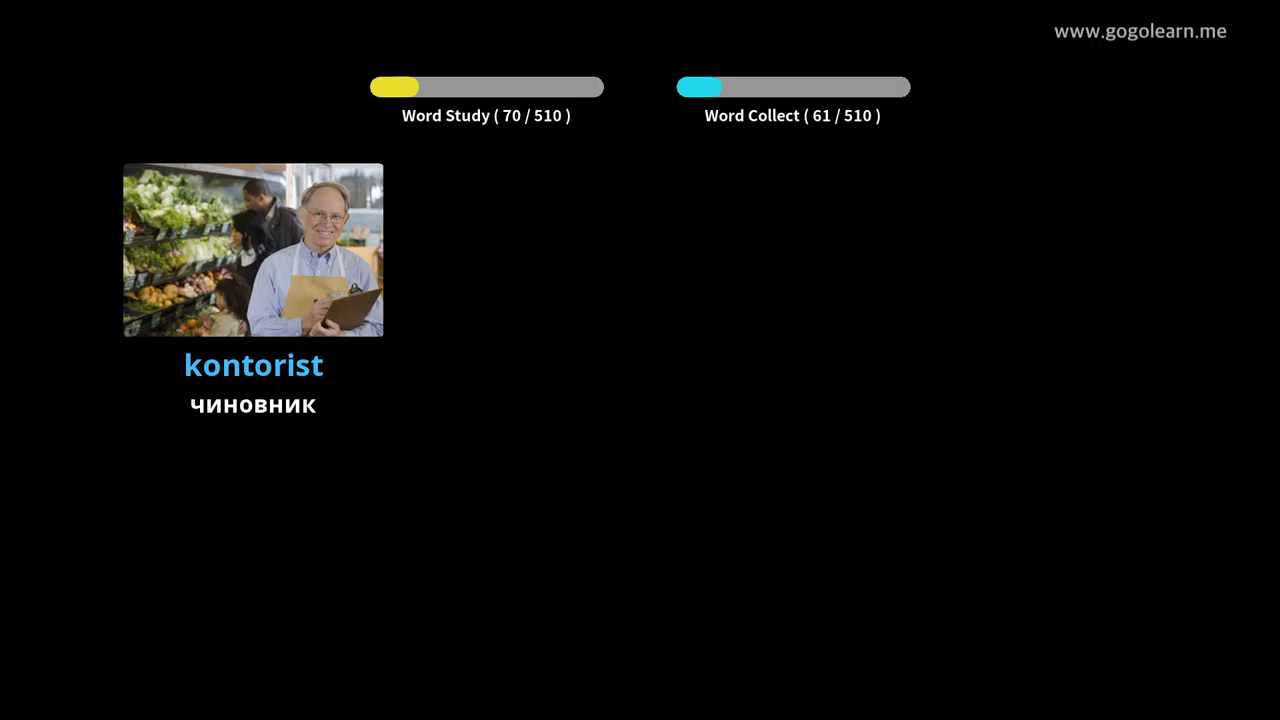 www.gogolearn.me
Word Study ( 70 / 510 )
Word Collect ( 61 / 510 )
kontorist
чиновник